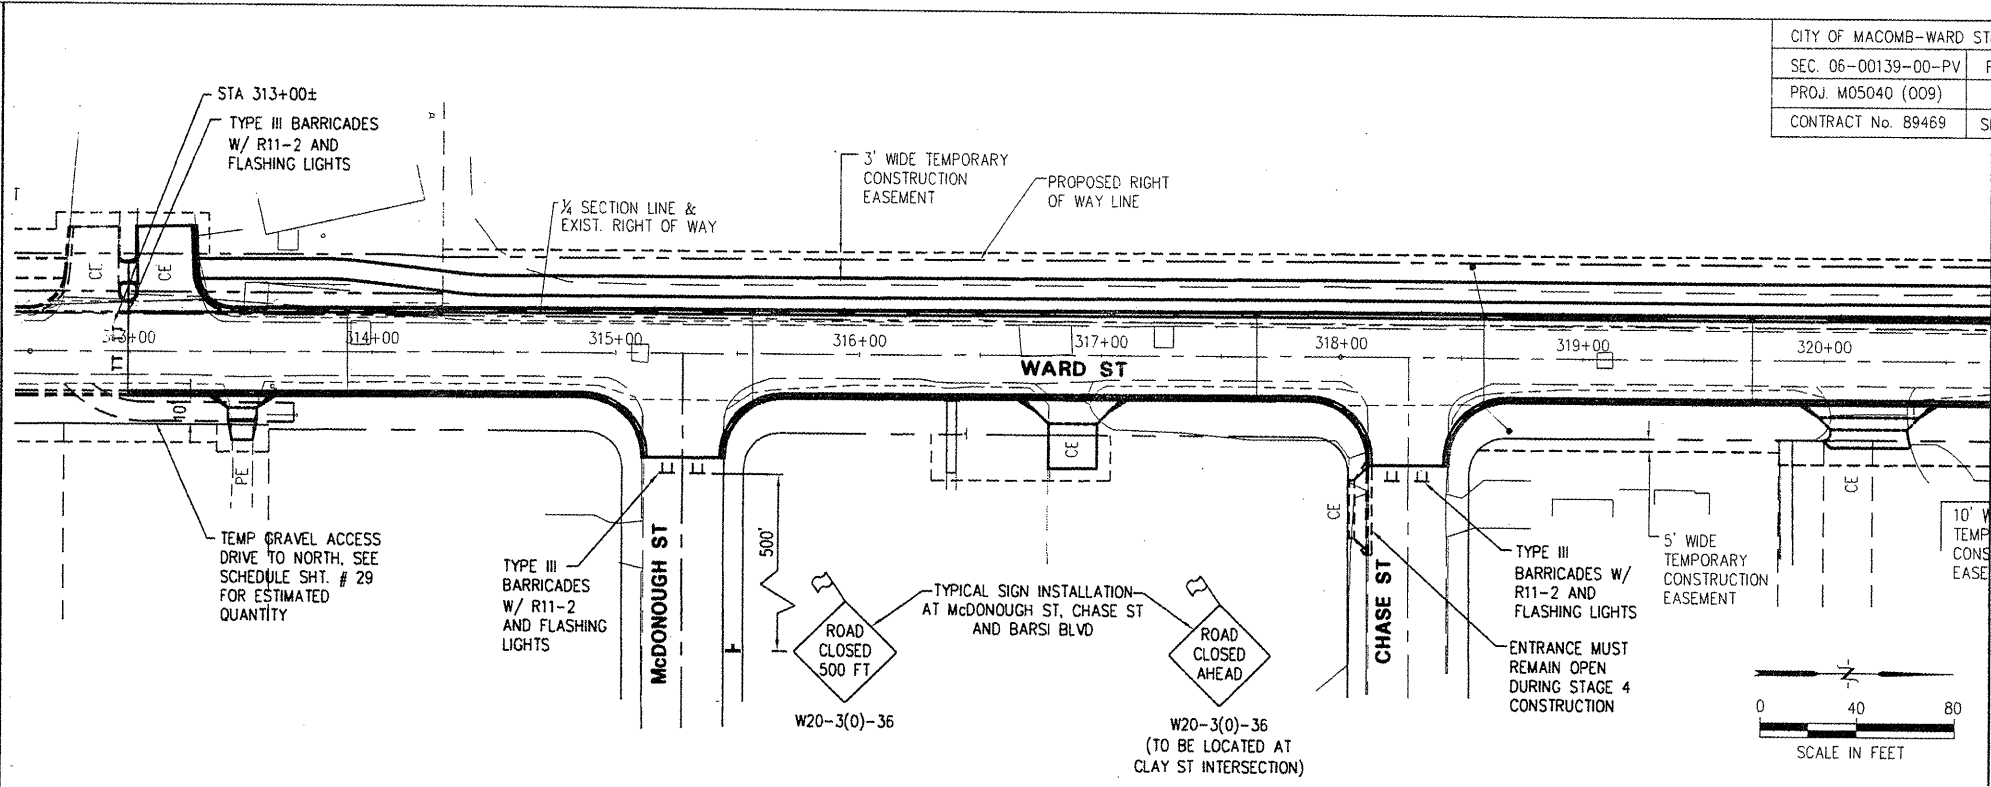 CITY OF MACOMB-WARD ST
SEC. 06-00139-00-PV
PROJ. M05040 (009)
CONTRACT No. 89469
STA 313+00±
TYPE III BARRICADES
W/ R11-2 AND
FLASHING LIGHTS
¼ SECTION LINE &
EXIST. RIGHT OF WAY
3' WIDE TEMPORARY
CONSTRUCTION
EASEMENT
PROPOSED RIGHT
OF WAY LINE
CE
CE
313+00
314+00
315+00
316+00
317+00
318+00
319+00
320+00
WARD ST
10'
PE
CE
CE
CE
TEMP GRAVEL ACCESS
DRIVE TO NORTH, SEE
SCHEDULE SHT. # 29
FOR ESTIMATED
QUANTITY
TYPE III
BARRICADES
W/ R11-2
AND FLASHING
LIGHTS
McDONOUGH ST
500'
ROAD
CLOSED
500 FT
W20-3(0)-36
TYPICAL SIGN INSTALLATION
AT McDONOUGH ST, CHASE ST
AND BARSI BLVD
ROAD
CLOSED
AHEAD
W20-3(0)-36
(TO BE LOCATED AT
CLAY ST INTERSECTION)
CHASE ST
TYPE III
BARRICADES W/
R11-2 AND
FLASHING LIGHTS
ENTRANCE MUST
REMAIN OPEN
DURING STAGE 4
CONSTRUCTION
5' WIDE
TEMPORARY
CONSTRUCTION
EASEMENT
10' W
TEMP
CONS
EASE
N
0 40 80
SCALE IN FEET